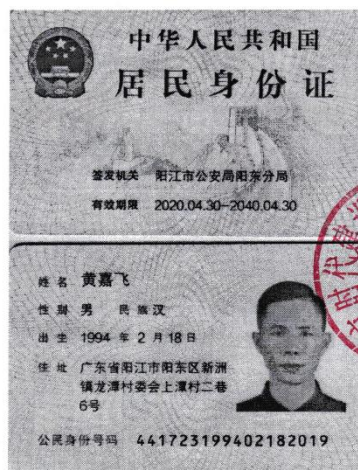 中华人民共和国
居民身份证
签发机关 阳江市公安局阳东分局
有效期限 2020.04.30-2040.04.30
姓名 黄嘉飞
性别 男 民族 汉
出生 1994 年 2 月 18 日
住址 广东省阳江市阳东区新洲
镇龙潭村委会上潭村二巷
6号
公民身份号码 441723199402182019
时代建